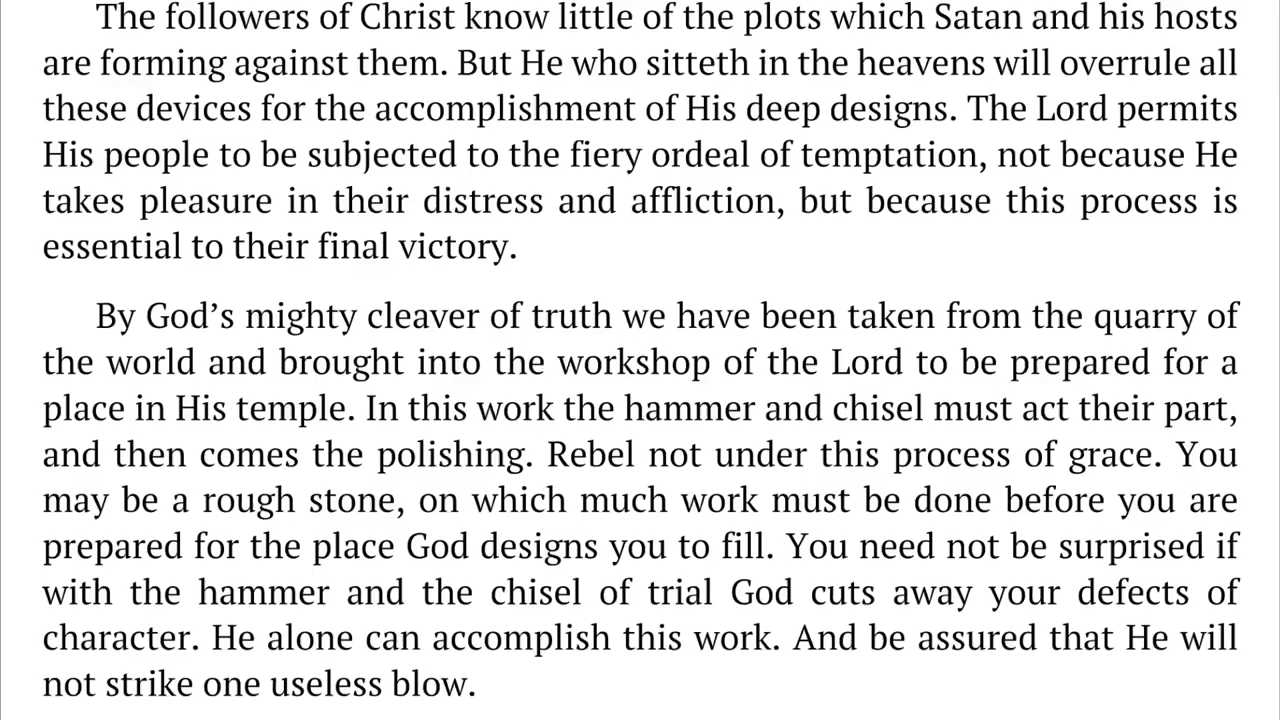 The followers of Christ know little of the plots which Satan and his hosts
are forming against them. But He who sitteth in the heavens will overrule all
these devices for the accomplishment of His deep designs. The Lord permits
His people to be subjected to the fiery ordeal of temptation, not because He
takes pleasure in their distress and affliction, but because this process is
essential to their final victory.
By God’s mighty cleaver of truth we have been taken from the quarry of
the world and brought into the workshop of the Lord to be prepared for a
place in His temple. In this work the hammer and chisel must act their part,
and then comes the polishing. Rebel not under this process of grace. You
may be a rough stone, on which much work must be done before you are
prepared for the place God designs you to fill. You need not be surprised if
with the hammer and the chisel of trial God cuts away your defects of
character. He alone can accomplish this work. And be assured that He will
not strike one useless blow.